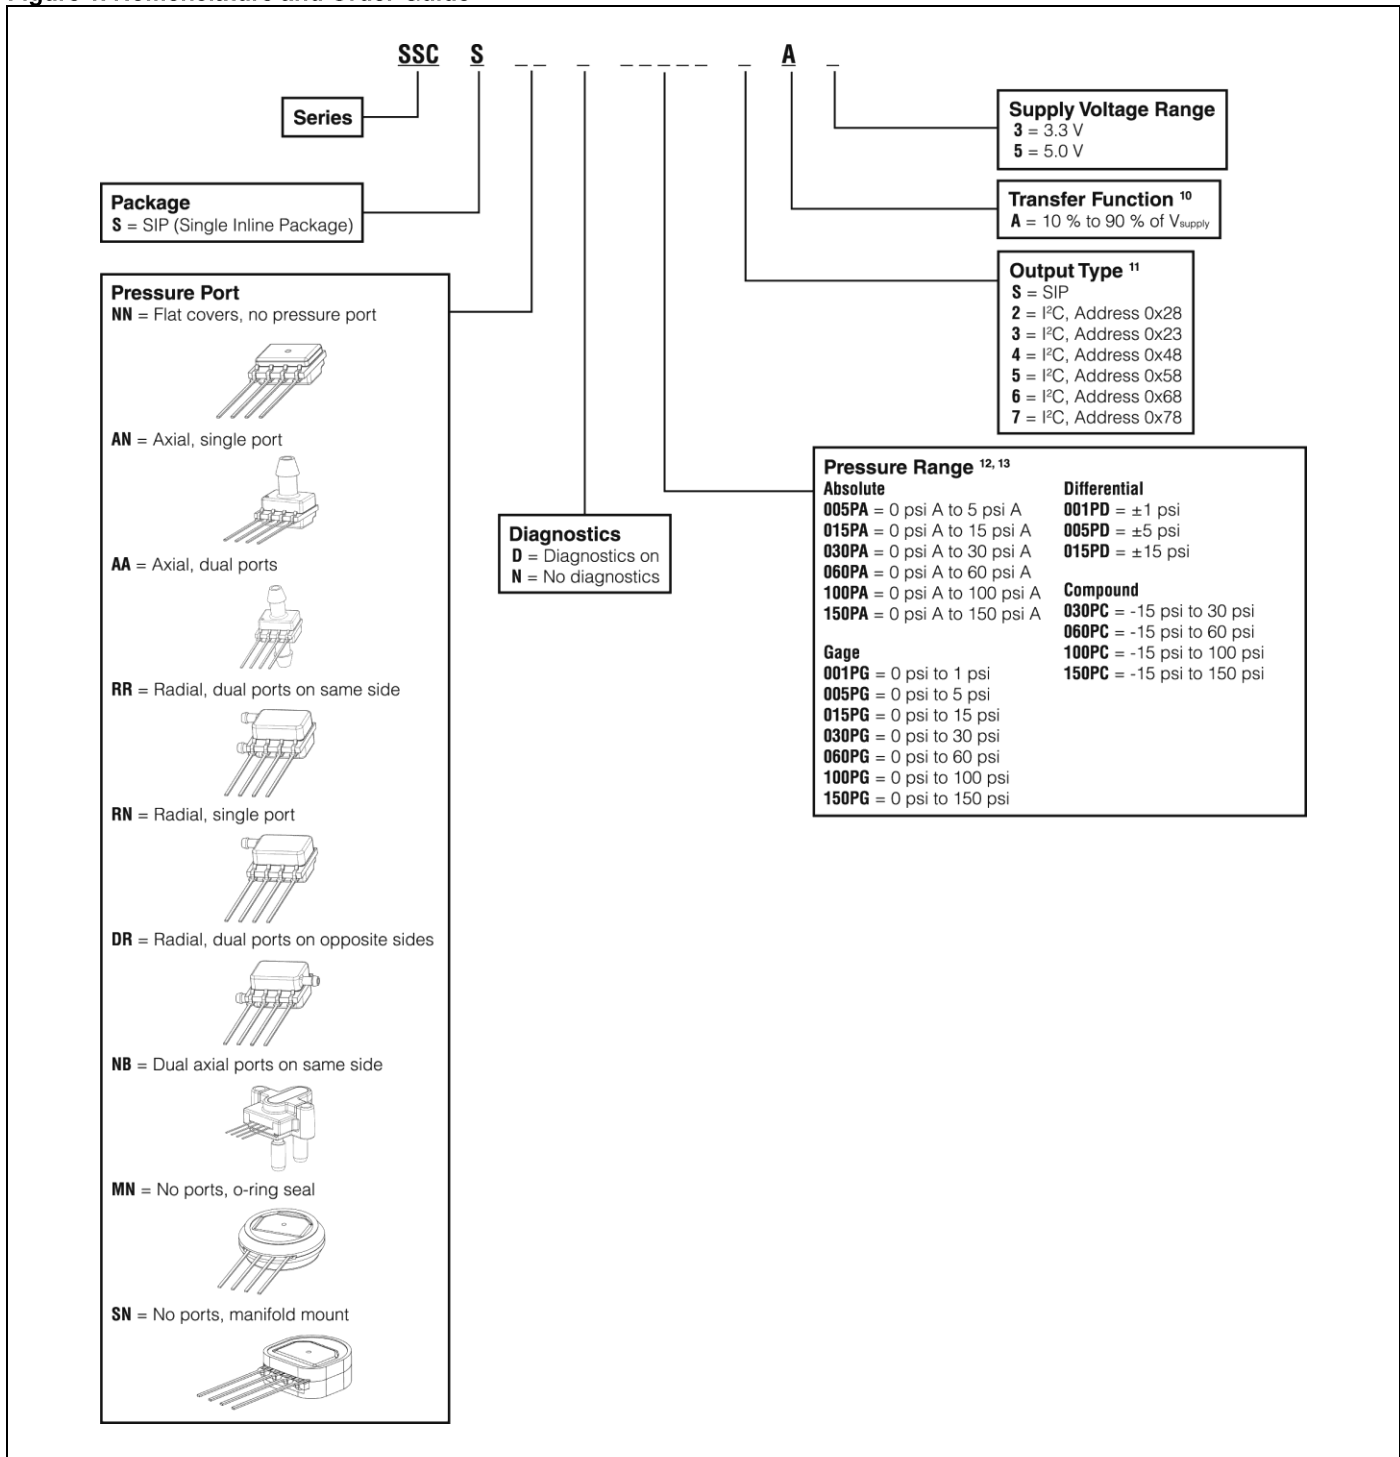 SSC S _ _ _ _ _ _ _ _ _ A _
Series
Package
S = SIP (Single Inline Package)
Pressure Port
NN = Flat covers, no pressure port
AN = Axial, single port
AA = Axial, dual ports
RR = Radial, dual ports on same side
RN = Radial, single port
DR = Radial, dual ports on opposite sides
NB = Dual axial ports on same side
MN = No ports, o-ring seal
SN = No ports, manifold mount
Diagnostics
D = Diagnostics on
N = No diagnostics
Supply Voltage Range
3 = 3.3 V
5 = 5.0 V
Transfer Function 10
A = 10 % to 90 % of Vsupply
Output Type 11
S = SIP
2 = I²C, Address 0x28
3 = I²C, Address 0x23
4 = I²C, Address 0x48
5 = I²C, Address 0x58
6 = I²C, Address 0x68
7 = I²C, Address 0x78
Pressure Range 12, 13
Absolute
005PA = 0 psi A to 5 psi A
015PA = 0 psi A to 15 psi A
030PA = 0 psi A to 30 psi A
060PA = 0 psi A to 60 psi A
100PA = 0 psi A to 100 psi A
150PA = 0 psi A to 150 psi A
Gage
001PG = 0 psi to 1 psi
005PG = 0 psi to 5 psi
015PG = 0 psi to 15 psi
030PG = 0 psi to 30 psi
060PG = 0 psi to 60 psi
100PG = 0 psi to 100 psi
150PG = 0 psi to 150 psi
Differential
001PD = ±1 psi
005PD = ±5 psi
015PD = ±15 psi
Compound
030PC = -15 psi to 30 psi
060PC = -15 psi to 60 psi
100PC = -15 psi to 100 psi
150PC = -15 psi to 150 psi